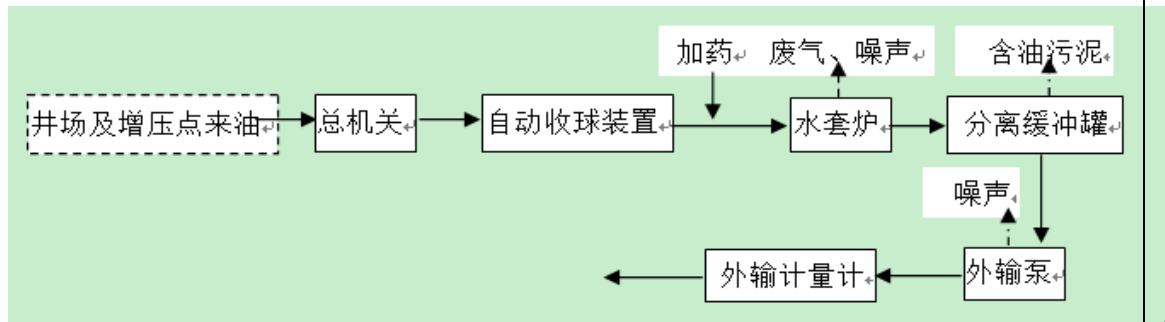 加药 废气、噪声 含油污泥
井场及增压点来油 总机关 自动收球装置 水套炉 分离缓冲罐
噪声
外输计量计 外输泵